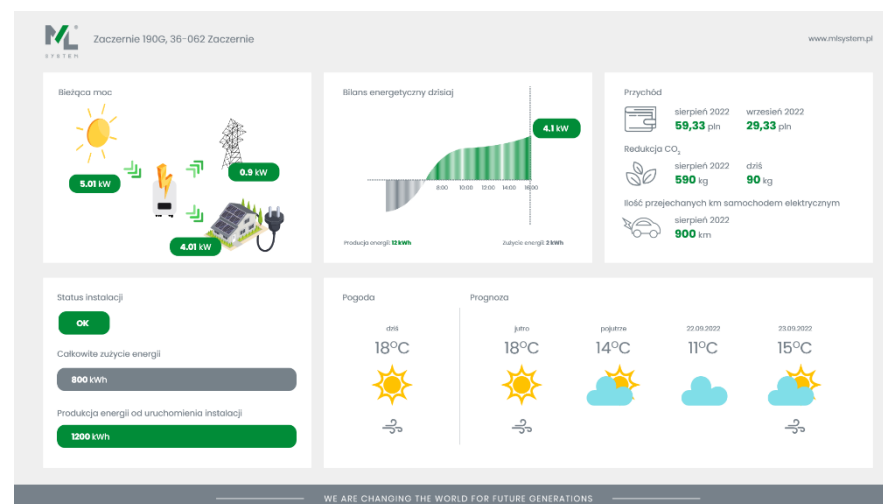 ML SYSTEM
Zaczernie 190G, 36-062 Zaczernie
www.mlsystem.pl
Bieżąca moc
5.01 kW
0.9 kW
4.01 kW
Bilans energetyczny dzisiaj
4.1 kW
8:00 10:00 12:00 14:00 16:00
Produkcja energii: 12 kWh
Zużycie energii: 2 kWh
Przychód
sierpień 2022 wrzesień 2022
59,33 pln 29,33 pln
Redukcja CO2
sierpień 2022 dziś
590 kg 90 kg
Ilość przejechanych km samochodem elektrycznym
sierpień 2022
900 km
Status instalacji
OK
Całkowite zużycie energii
800 kWh
Produkcja energii od uruchomienia instalacji
1200 kWh
Pogoda
dziś
18°C
Prognoza
jutro pojutrze 22.09.2022 23.09.2022
18°C 14°C 11°C 15°C
WE ARE CHANGING THE WORLD FOR FUTURE GENERATIONS